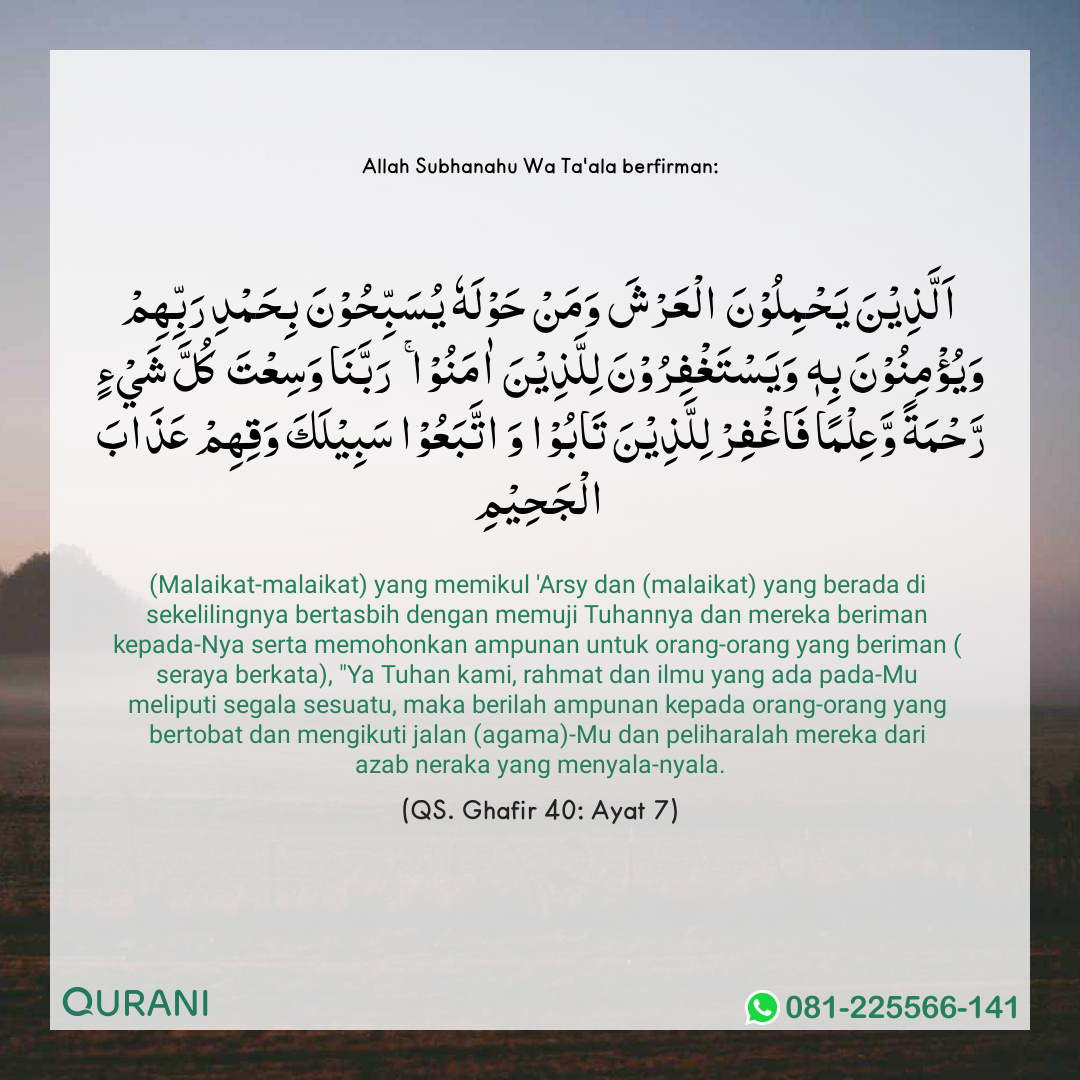 Allah Subhanahu Wa Ta'ala berfirman:
اَلَّذِيْنَ يَحْمِلُوْنَ الْعَرْشَ وَمَنْ حَوْلَهٗ يُسَبِّحُوْنَ بِحَمْدِ رَبِّهِمْ
وَيُؤْمِنُوْنَ بِهٖ وَيَسْتَغْفِرُوْنَ لِلَّذِيْنَ اٰمَنُوْا ۚ رَبَّنَا وَسِعْتَ كُلَّ شَيْءٍ
رَّحْمَةً وَّعِلْمًا فَاغْفِرْ لِلَّذِيْنَ تَابُوْا وَ اتَّبَعُوْا سَبِيْلَكَ وَقِهِمْ عَذَابَ
الْجَحِيْمِ
(Malaikat-malaikat) yang memikul 'Arsy dan (malaikat) yang berada di
sekelilingnya bertasbih dengan memuji Tuhannya dan mereka beriman
kepada-Nya serta memohonkan ampunan untuk orang-orang yang beriman (
seraya berkata), "Ya Tuhan kami, rahmat dan ilmu yang ada pada-Mu
meliputi segala sesuatu, maka berilah ampunan kepada orang-orang yang
bertobat dan mengikuti jalan (agama)-Mu dan peliharalah mereka dari
azab neraka yang menyala-nyala.
(QS. Ghafir 40: Ayat 7)
QURANI
081-225566-141